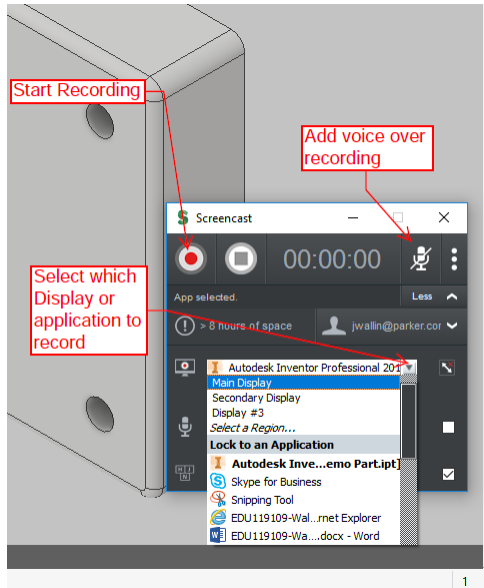 Start Recording
Add voice over
recording
Screencast
00:00:00
Select which
Display or
application to
record
App selected.
Less
> 8 hours of space
jwallin@parker.cor
Autodesk Inventor Professional 201
Main Display
Secondary Display
Display #3
Select a Region...
Lock to an Application
Autodesk Inve...emo Part.ipt]
Skype for Business
Snipping Tool
EDU119109-Wal...rnet Explorer
EDU119109-Wa....docx - Word
H I J
N
1